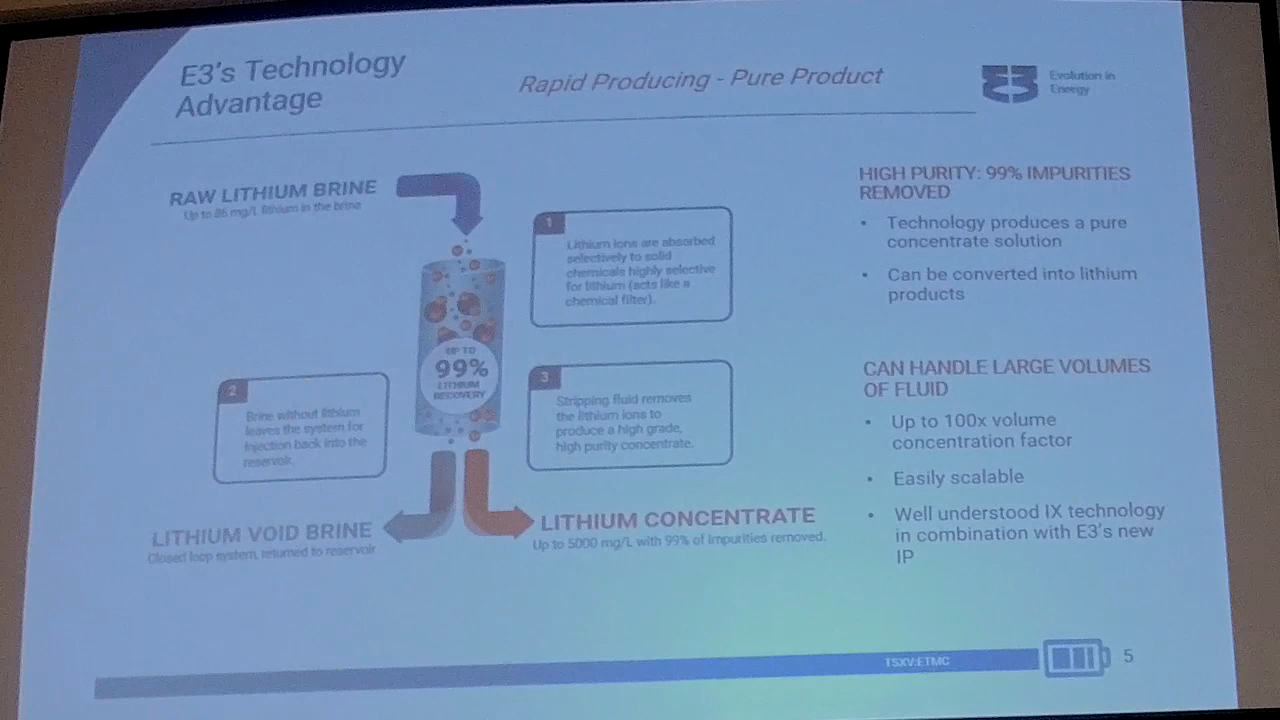 E3's Technology
Advantage
Rapid Producing - Pure Product
E3
Evolution in
Energy
RAW LITHIUM BRINE
Up to 86 mg/L lithium in the brine
1
Lithium ions are absorbed
selectively to solid
chemicals highly selective
for lithium (acts like a
chemical filter).
UP TO
99%
LITHIUM
RECOVERY
2
Brine without lithium
leaves the system for
injection back into the
reservoir.
3
Stripping fluid removes
the lithium ions to
produce a high grade,
high purity concentrate.
LITHIUM VOID BRINE
Closed loop system, returned to reservoir
LITHIUM CONCENTRATE
Up to 5000 mg/L with 99% of impurities removed.
HIGH PURITY: 99% IMPURITIES
REMOVED
• Technology produces a pure
concentrate solution
• Can be converted into lithium
products
CAN HANDLE LARGE VOLUMES
OF FLUID
• Up to 100x volume
concentration factor
• Easily scalable
• Well understood IX technology
in combination with E3's new
IP
TSXV:ETMC
5